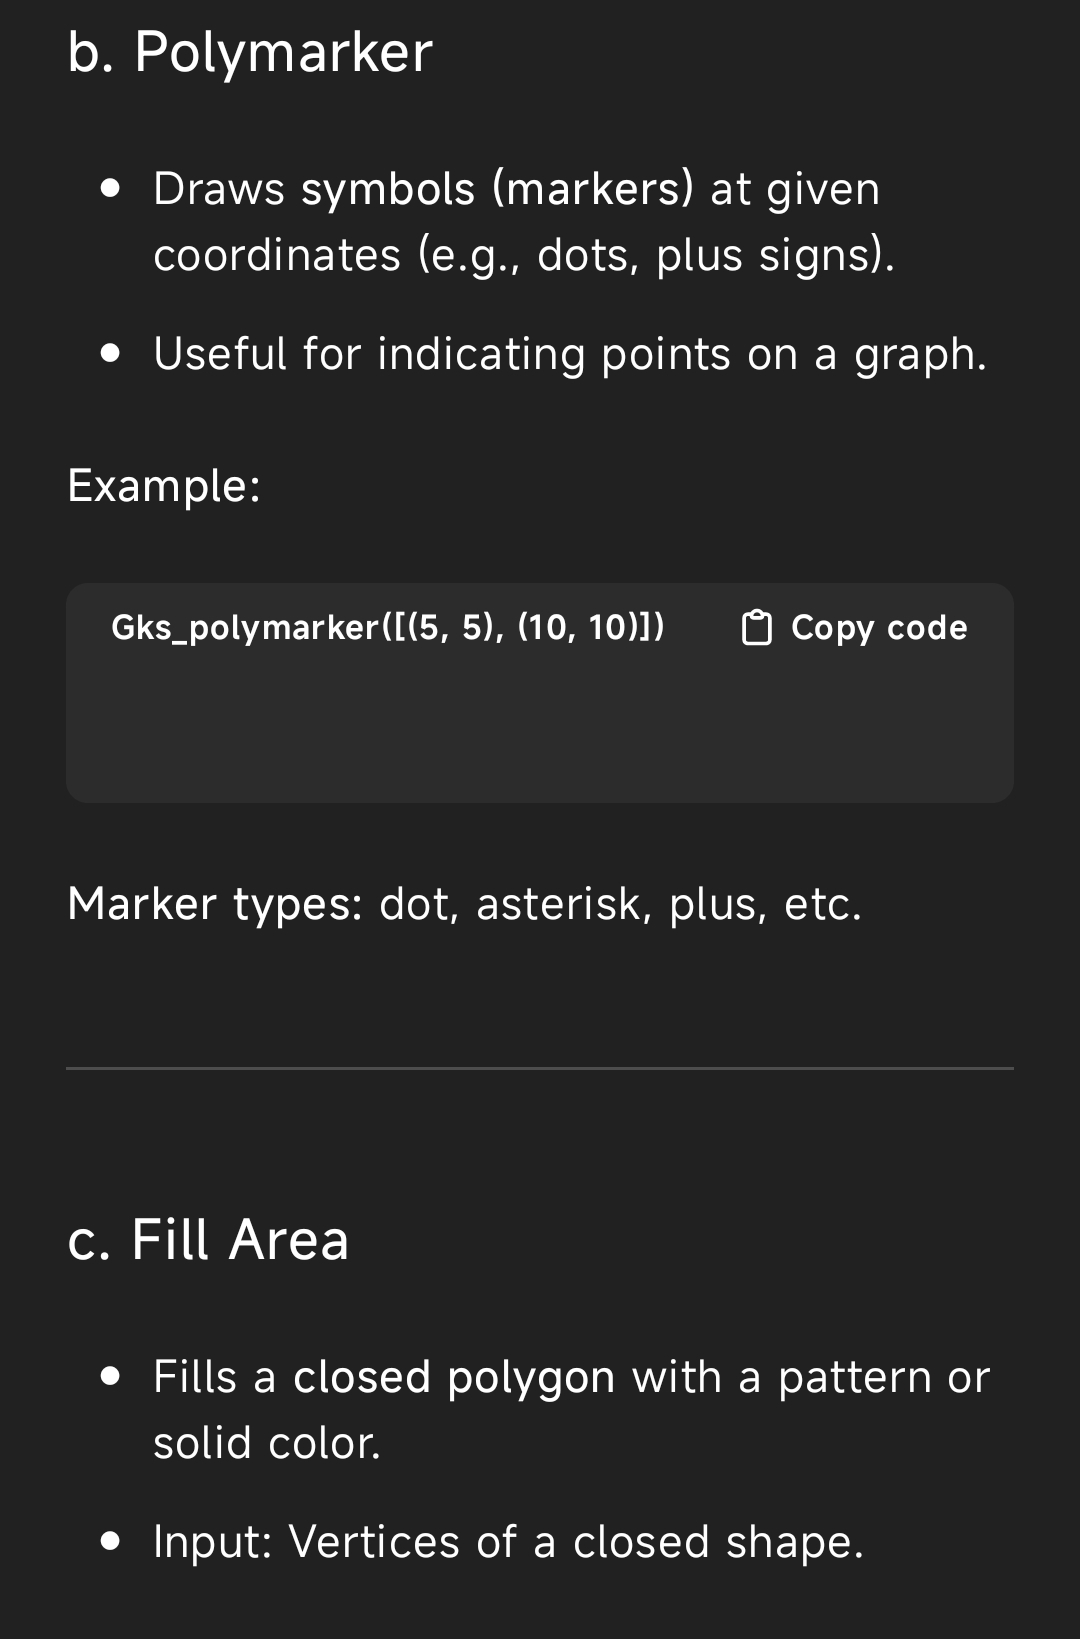 b. Polymarker
• Draws symbols (markers) at given
coordinates (e.g., dots, plus signs).
• Useful for indicating points on a graph.
Example:
Gks_polymarker([(5, 5), (10, 10)]) Copy code
Marker types: dot, asterisk, plus, etc.
c. Fill Area
• Fills a closed polygon with a pattern or
solid color.
• Input: Vertices of a closed shape.